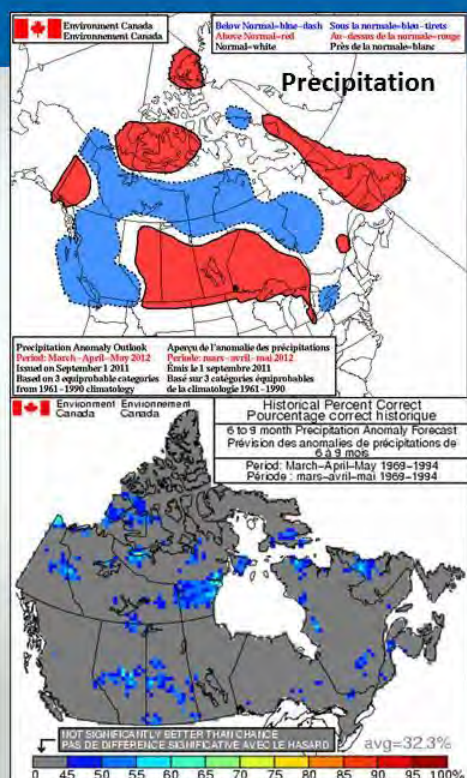 Environment Canada
Environnement Canada
Below Normal=blue-dash Sous la normale=bleu-tirets
Above Normal=red Au-dessus de la normale=rouge
Normal=white Près de la normale=blanc
Precipitation
Precipitation Anomaly Outlook
Period: March-April-May 2012
Issued on September 1 2011
Based on 3 equiprobable categories
from 1961-1990 climatology
Aperçu de l'anomalie des précipitations
Période: mars-avril-mai 2012
Émis le 1 septembre 2011
Basé sur 3 catégories équiprobables
de la climatologie 1961-1990
Environment Environnement
Canada Canada
Historical Percent Correct
Pourcentage correct historique
6 to 9 month Precipitation Anomaly Forecast
Prévision des anomalies de précipitations de
6 à 9 mois
Period: March-April-May 1969-1994
Période : mars-avril-mai 1969-1994
NOT SIGNIFICANTLY BETTER THAN CHANCE
PAS DE DIFFÉRENCE SIGNIFICATIVE AVEC LE HASARD
avg=32.3%
0 45 50 55 60 65 70 75 80 85 90 95 100%